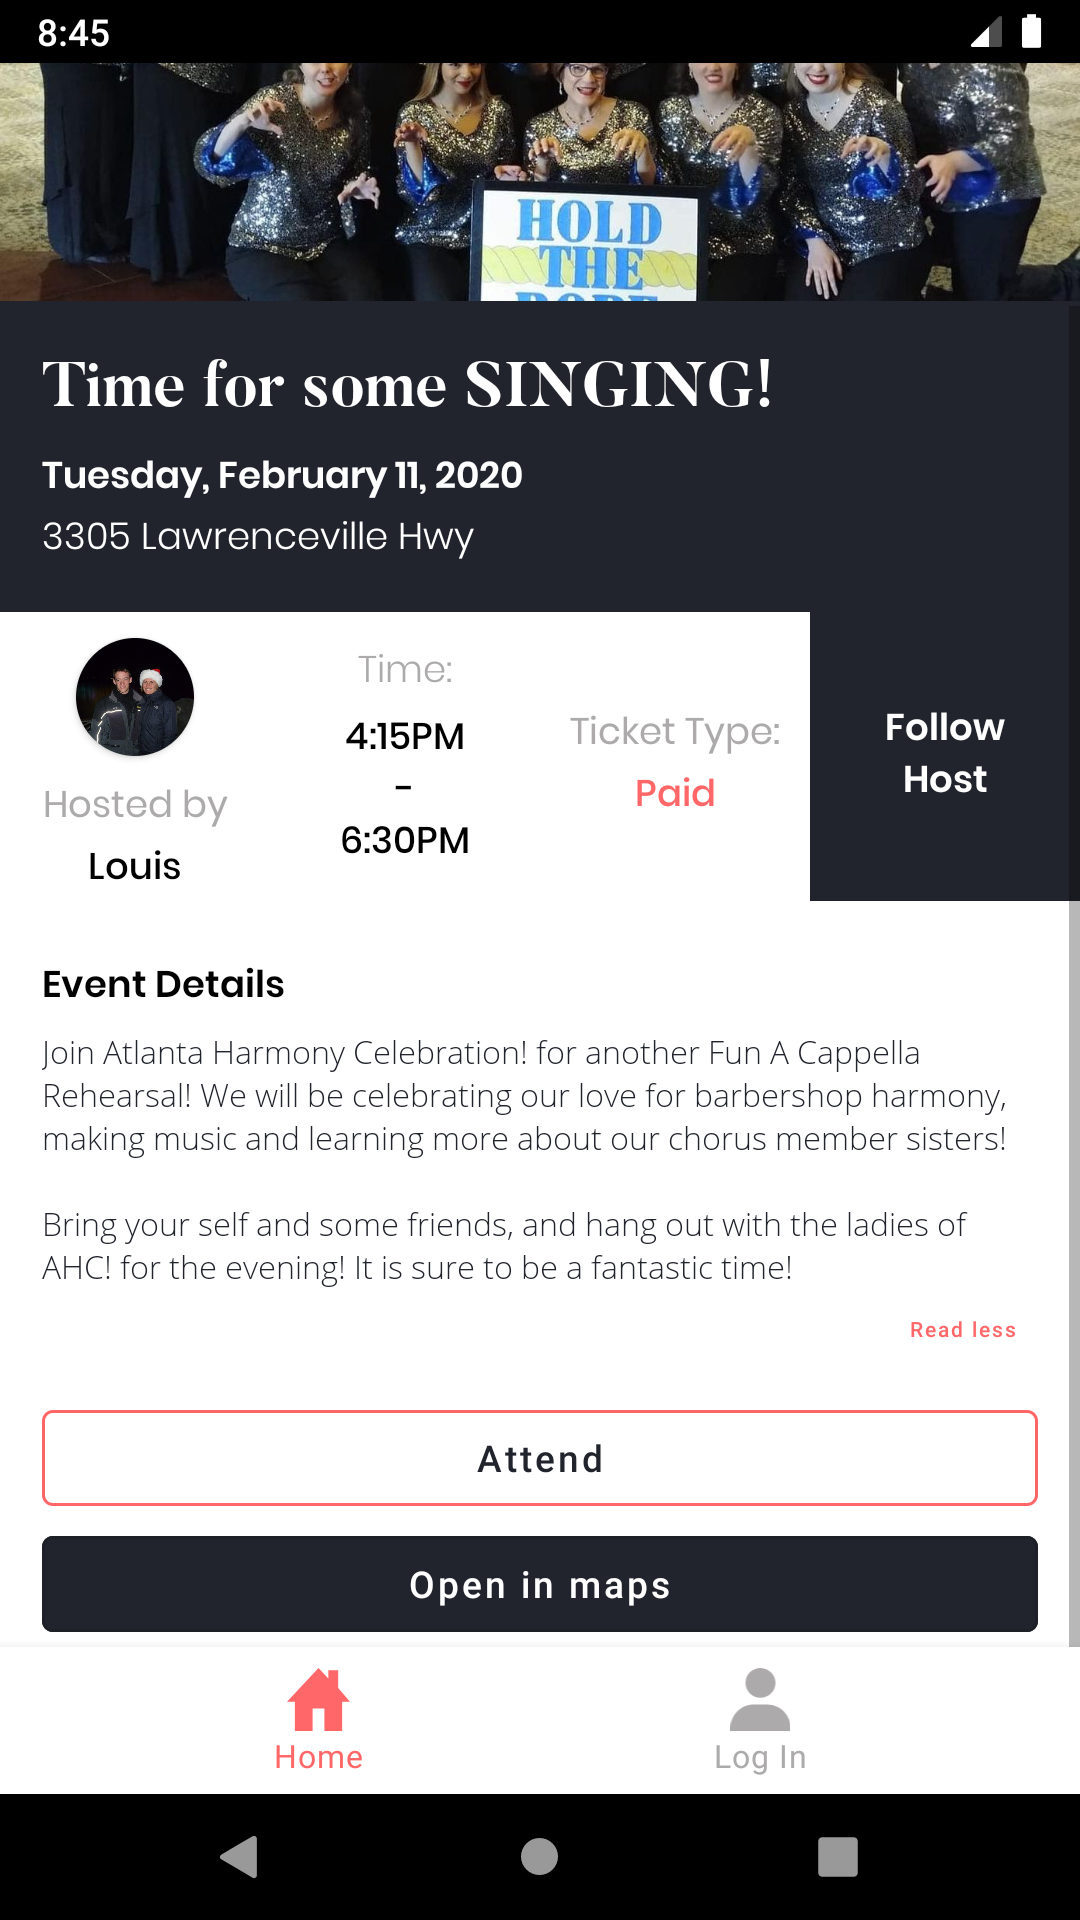 8:45
HOLD
THE
ROPE
Time for some SINGING!
Tuesday, February 11, 2020
3305 Lawrenceville Hwy
Hosted by
Louis
Time:
4:15PM
-
6:30PM
Ticket Type:
Paid
Follow
Host
Event Details
Join Atlanta Harmony Celebration! for another Fun A Cappella
Rehearsal! We will be celebrating our love for barbershop harmony,
making music and learning more about our chorus member sisters!
Bring your self and some friends, and hang out with the ladies of
AHC! for the evening! It is sure to be a fantastic time!
Read less
Attend
Open in maps
Home
Log In